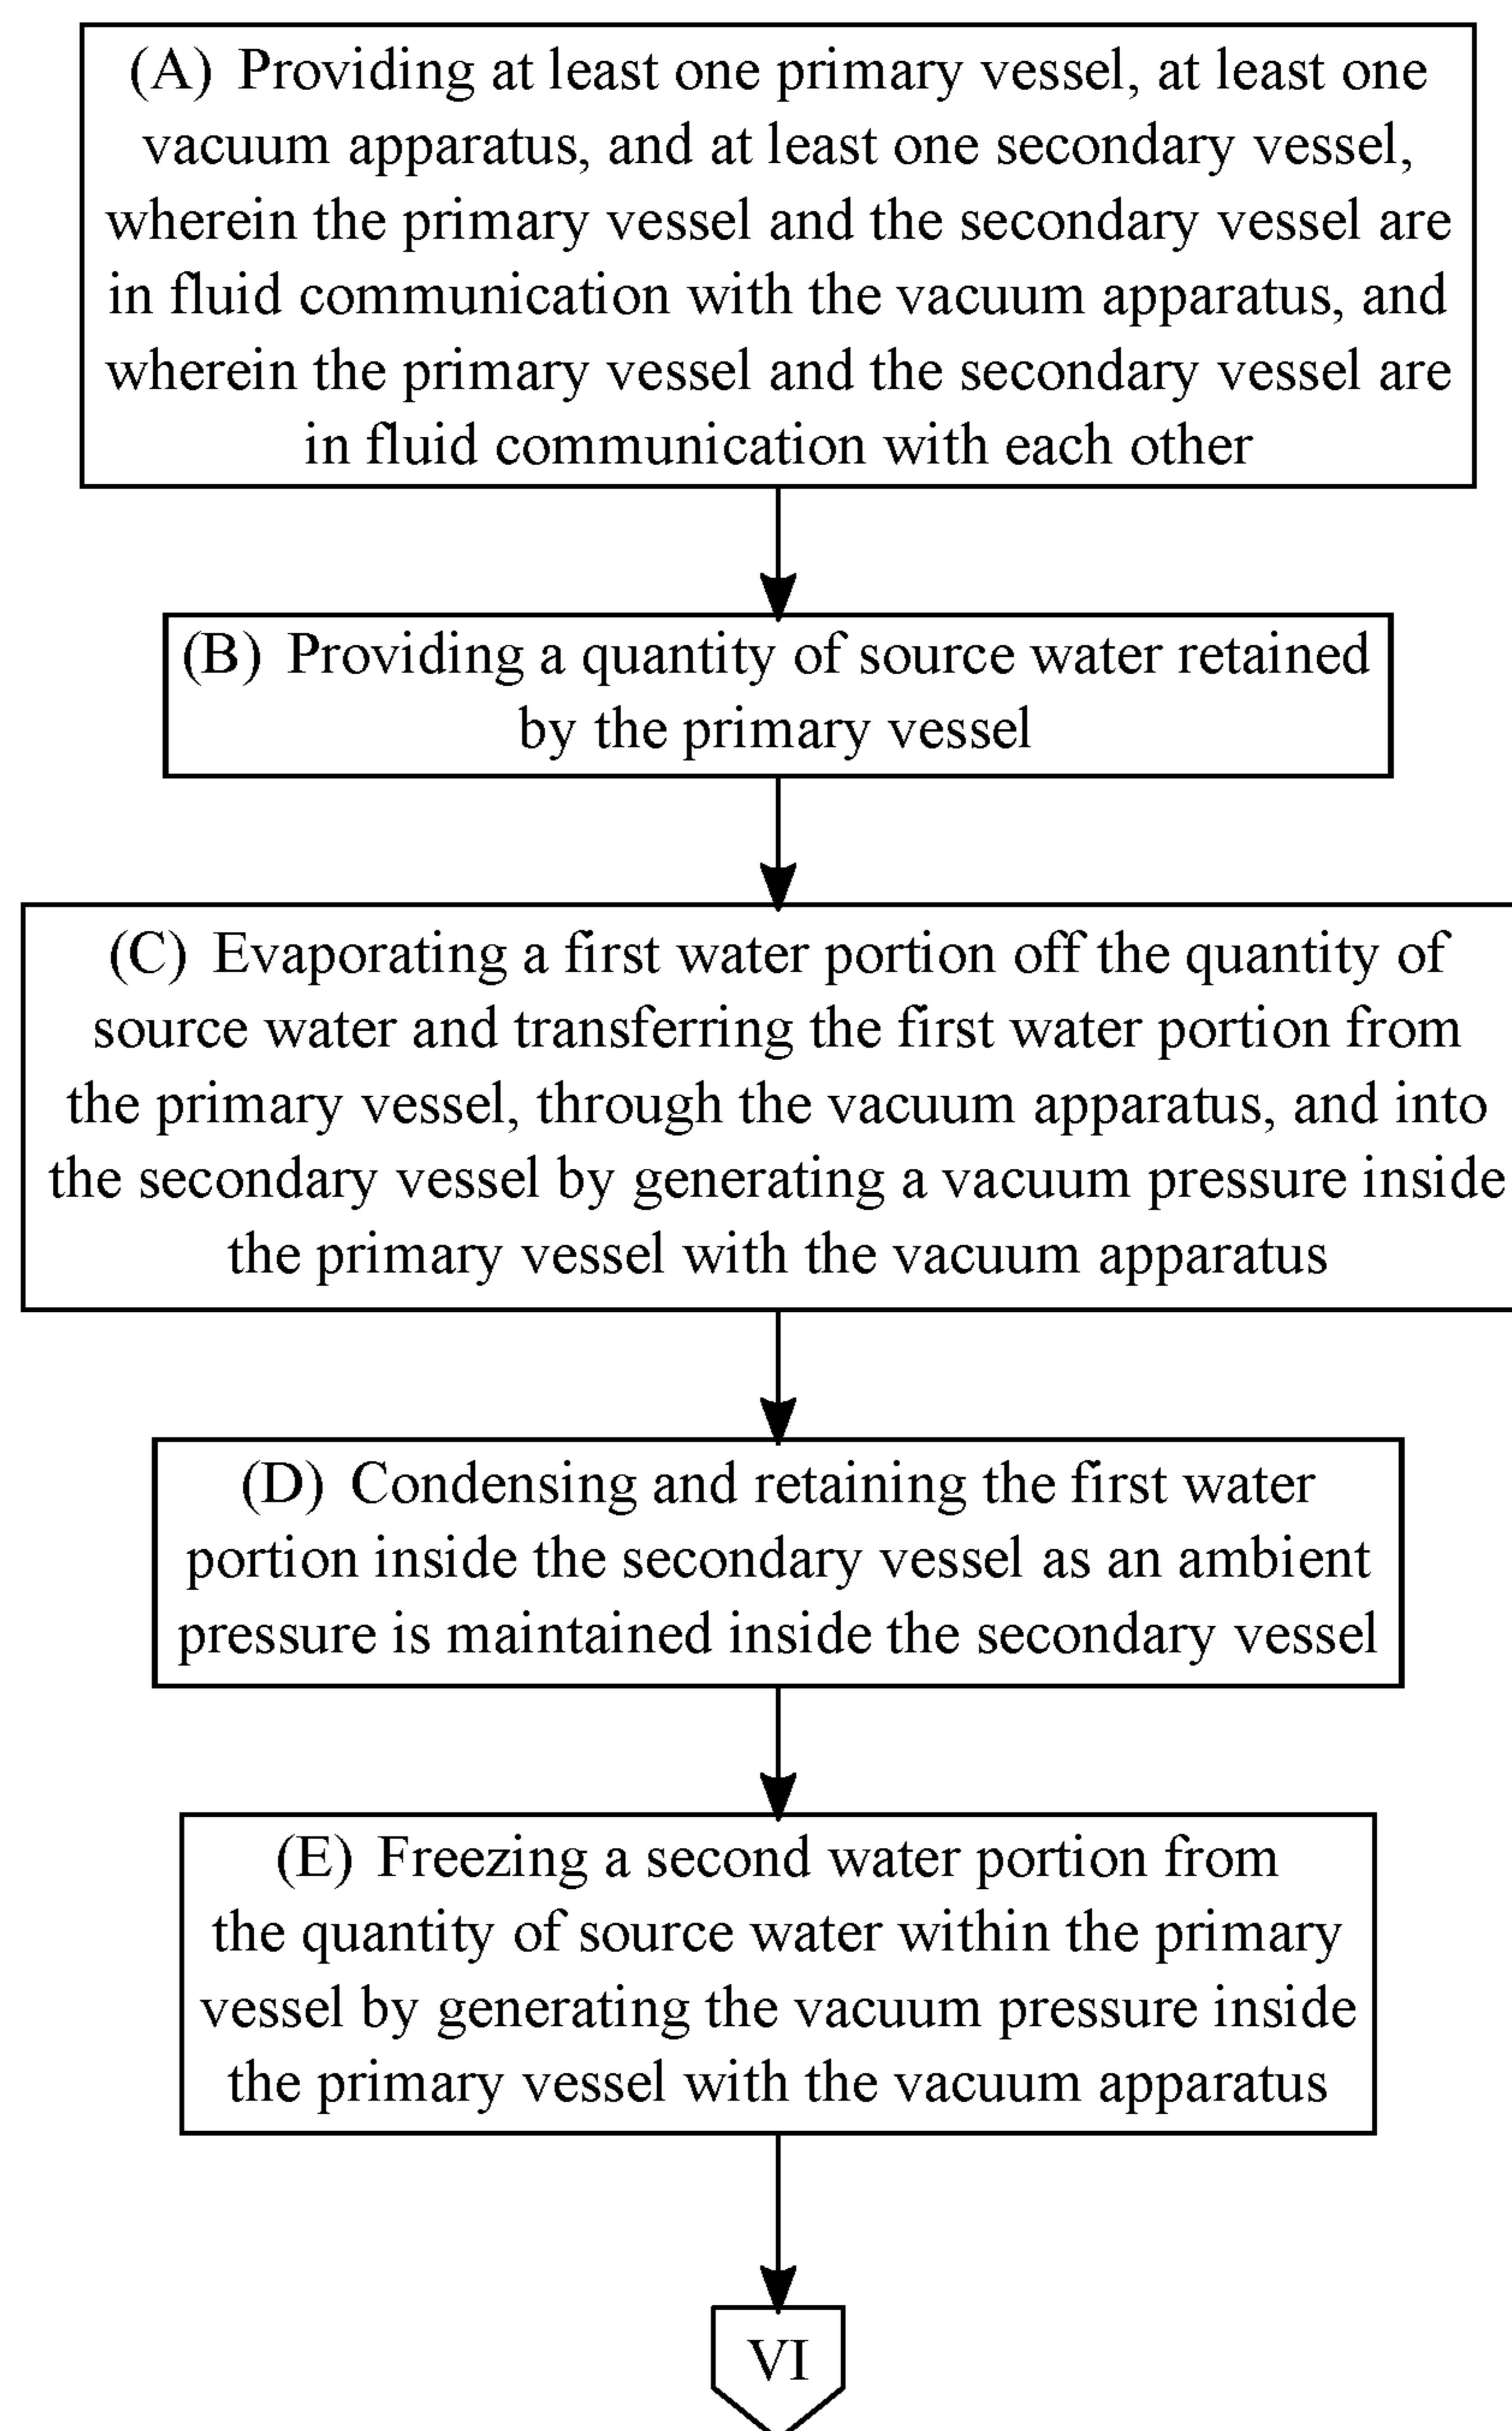 (A) Providing at least one primary vessel, at least one
vacuum apparatus, and at least one secondary vessel,
wherein the primary vessel and the secondary vessel are
in fluid communication with the vacuum apparatus, and
wherein the primary vessel and the secondary vessel are
in fluid communication with each other
(B) Providing a quantity of source water retained
by the primary vessel
(C) Evaporating a first water portion off the quantity of
source water and transferring the first water portion from
the primary vessel, through the vacuum apparatus, and into
the secondary vessel by generating a vacuum pressure inside
the primary vessel with the vacuum apparatus
(D) Condensing and retaining the first water
portion inside the secondary vessel as an ambient
pressure is maintained inside the secondary vessel
(E) Freezing a second water portion from
the quantity of source water within the primary
vessel by generating the vacuum pressure inside
the primary vessel with the vacuum apparatus
VI